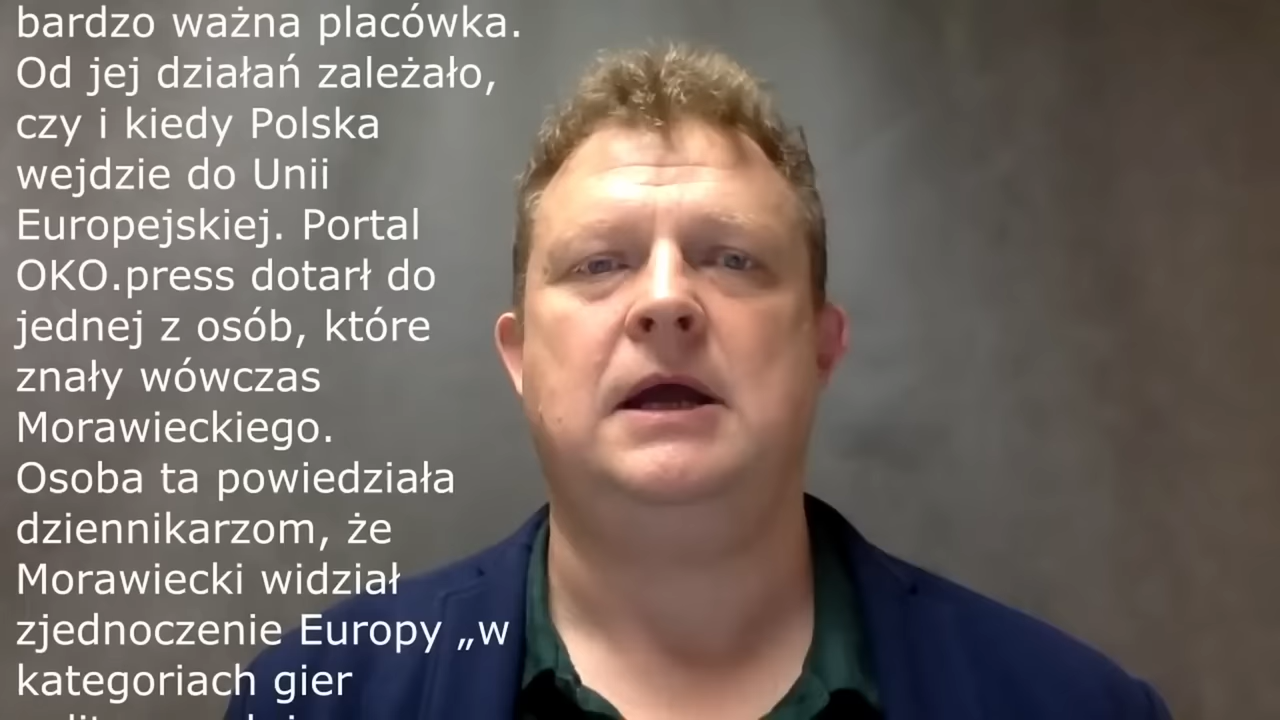 bardzo ważna placówka.
Od jej działań zależało,
czy i kiedy Polska
wejdzie do Unii
Europejskiej. Portal
OKO.press dotarł do
jednej z osób, które
znały wówczas
Morawieckiego.
Osoba ta powiedziała
dziennikarzom, że
Morawiecki widział
zjednoczenie Europy „w
kategoriach gier